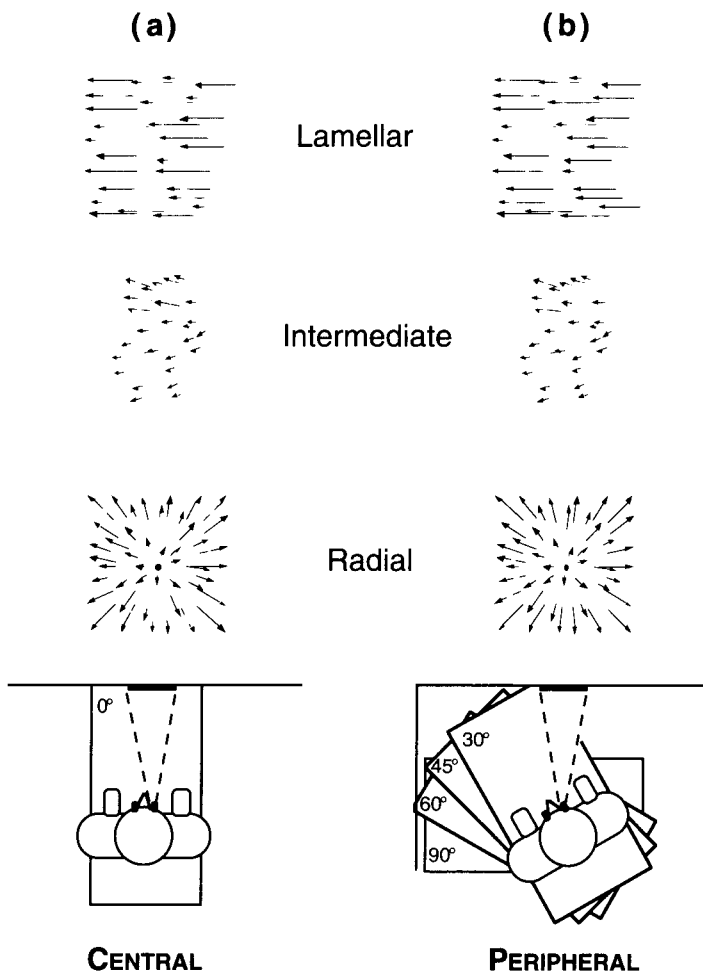 (a) (b)
Lamellar
Intermediate
Radial
0°
30°
45°
60°
90°
CENTRAL PERIPHERAL